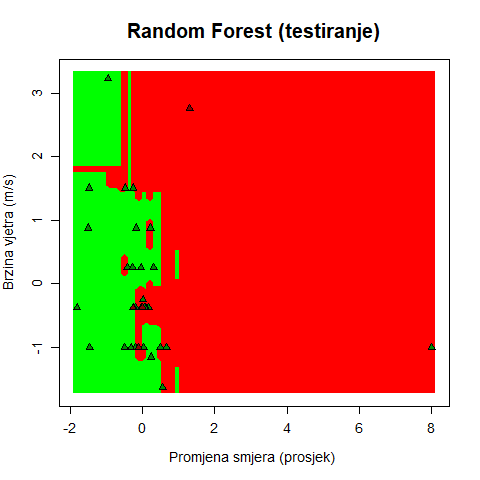 Random Forest (testiranje)
Brzina vjetra (m/s)
3
2
1
0
-1
-2 0 2 4 6 8
Promjena smjera (prosjek)